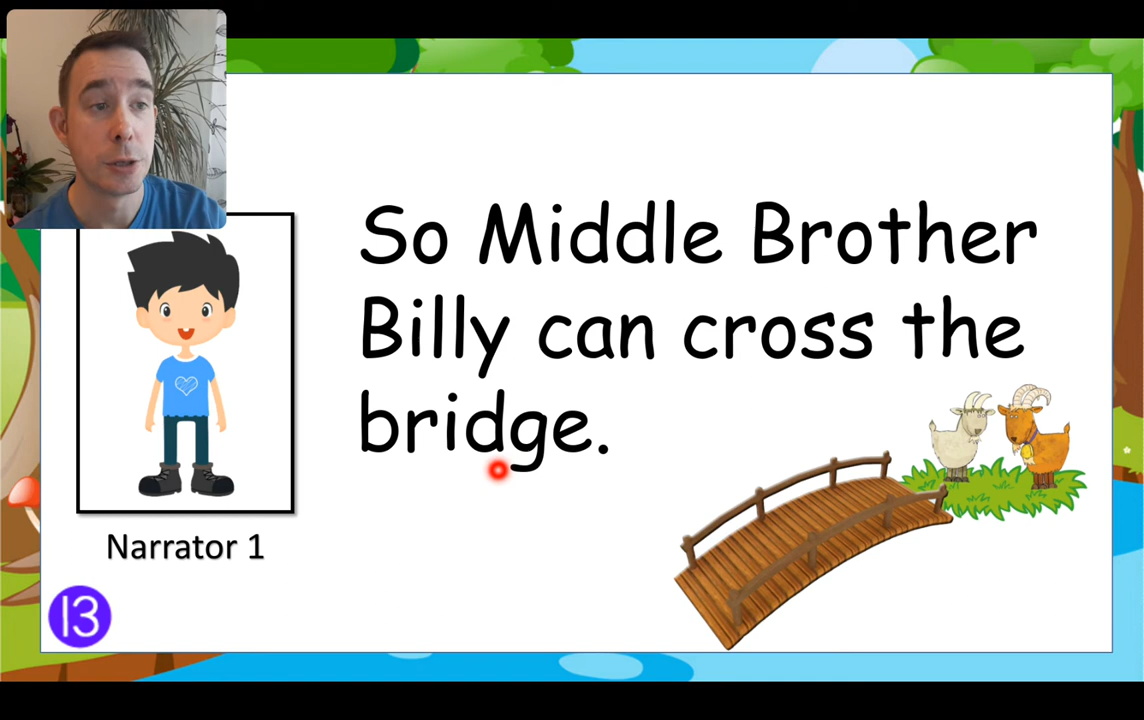 So Middle Brother
Billy can cross the
bridge.
Narrator 1
13